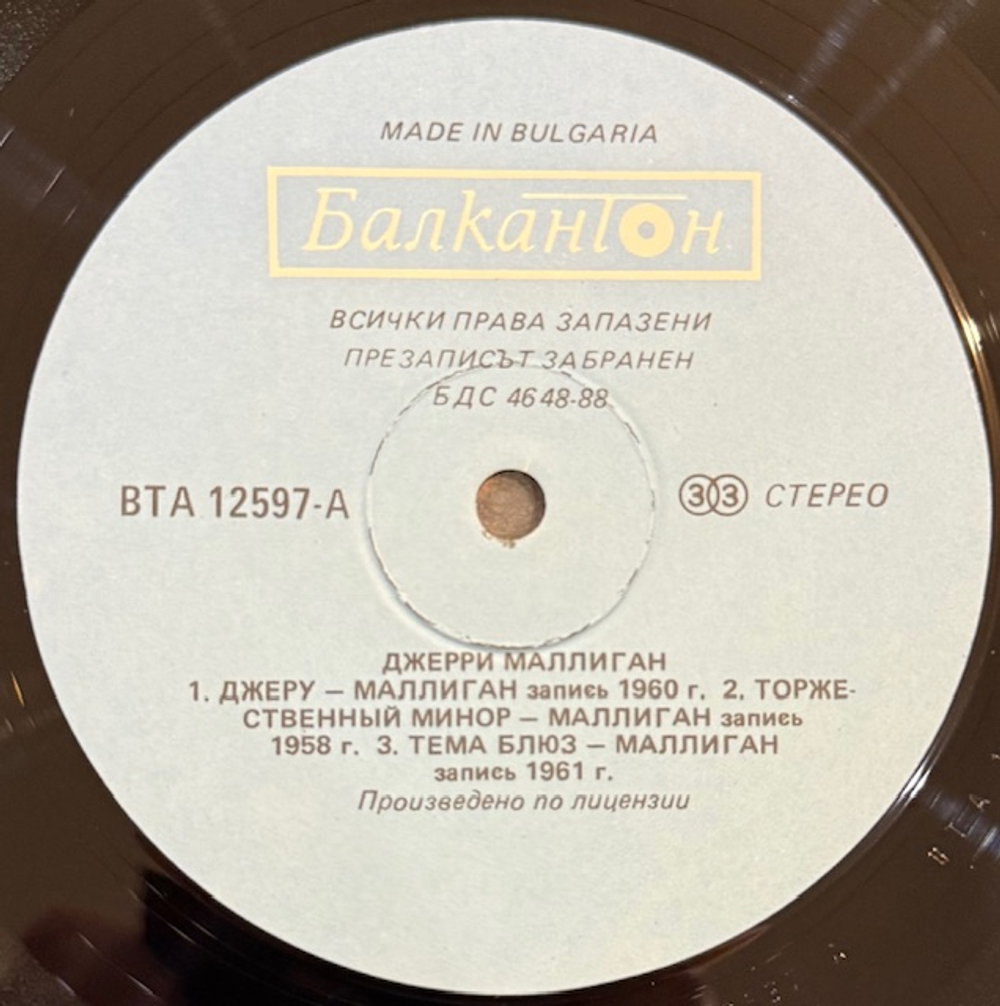 MADE IN BULGARIA
Балкантон
ВСИЧКИ ПРАВА ЗАПАЗЕНИ
ПРЕЗАПИСЪТ ЗАБРАНЕН
БДС 4648-88
ВТА 12597-А
33 СТЕРЕО
ДЖЕРРИ МАЛЛИГАН
1. ДЖЕРУ – МАЛЛИГАН запись 1960 г. 2. ТОРЖЕ-
СТВЕННЫЙ МИНОР – МАЛЛИГАН запись
1958 г. 3. ТЕМА БЛЮЗ – МАЛЛИГАН
запись 1961 г.
Произведено по лицензии